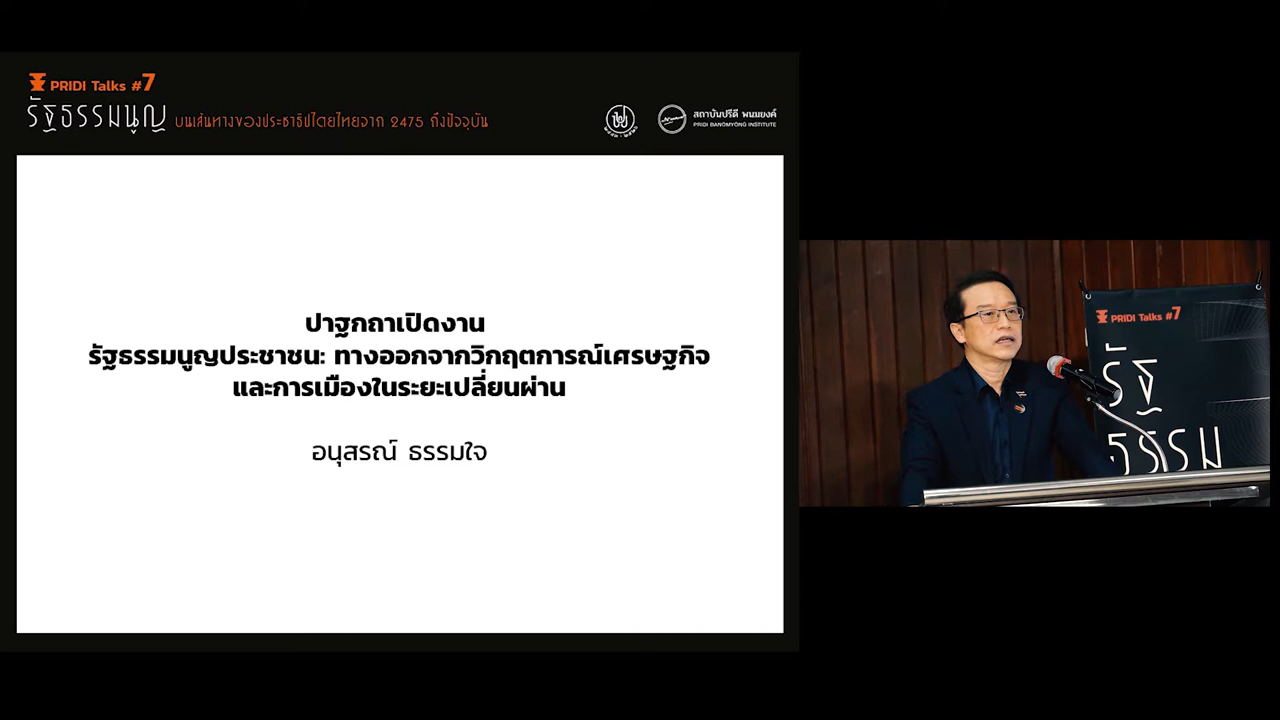 PRIDI Talks #7
รัฐธรรมนูญ บนเส้นทางของประชาธิปไตยไทยจาก 2475 ถึงปัจจุบัน
สถาบันปรีดี พนมยงค์
PRIDI BANOMYONG INSTITUTE
ปาฐกถาเปิดงาน
รัฐธรรมนูญประชาชน: ทางออกจากวิกฤตการณ์เศรษฐกิจ
และการเมืองในระยะเปลี่ยนผ่าน
อนุสรณ์ ธรรมใจ
PRIDI Talks #7
รัฐ
ธรรม